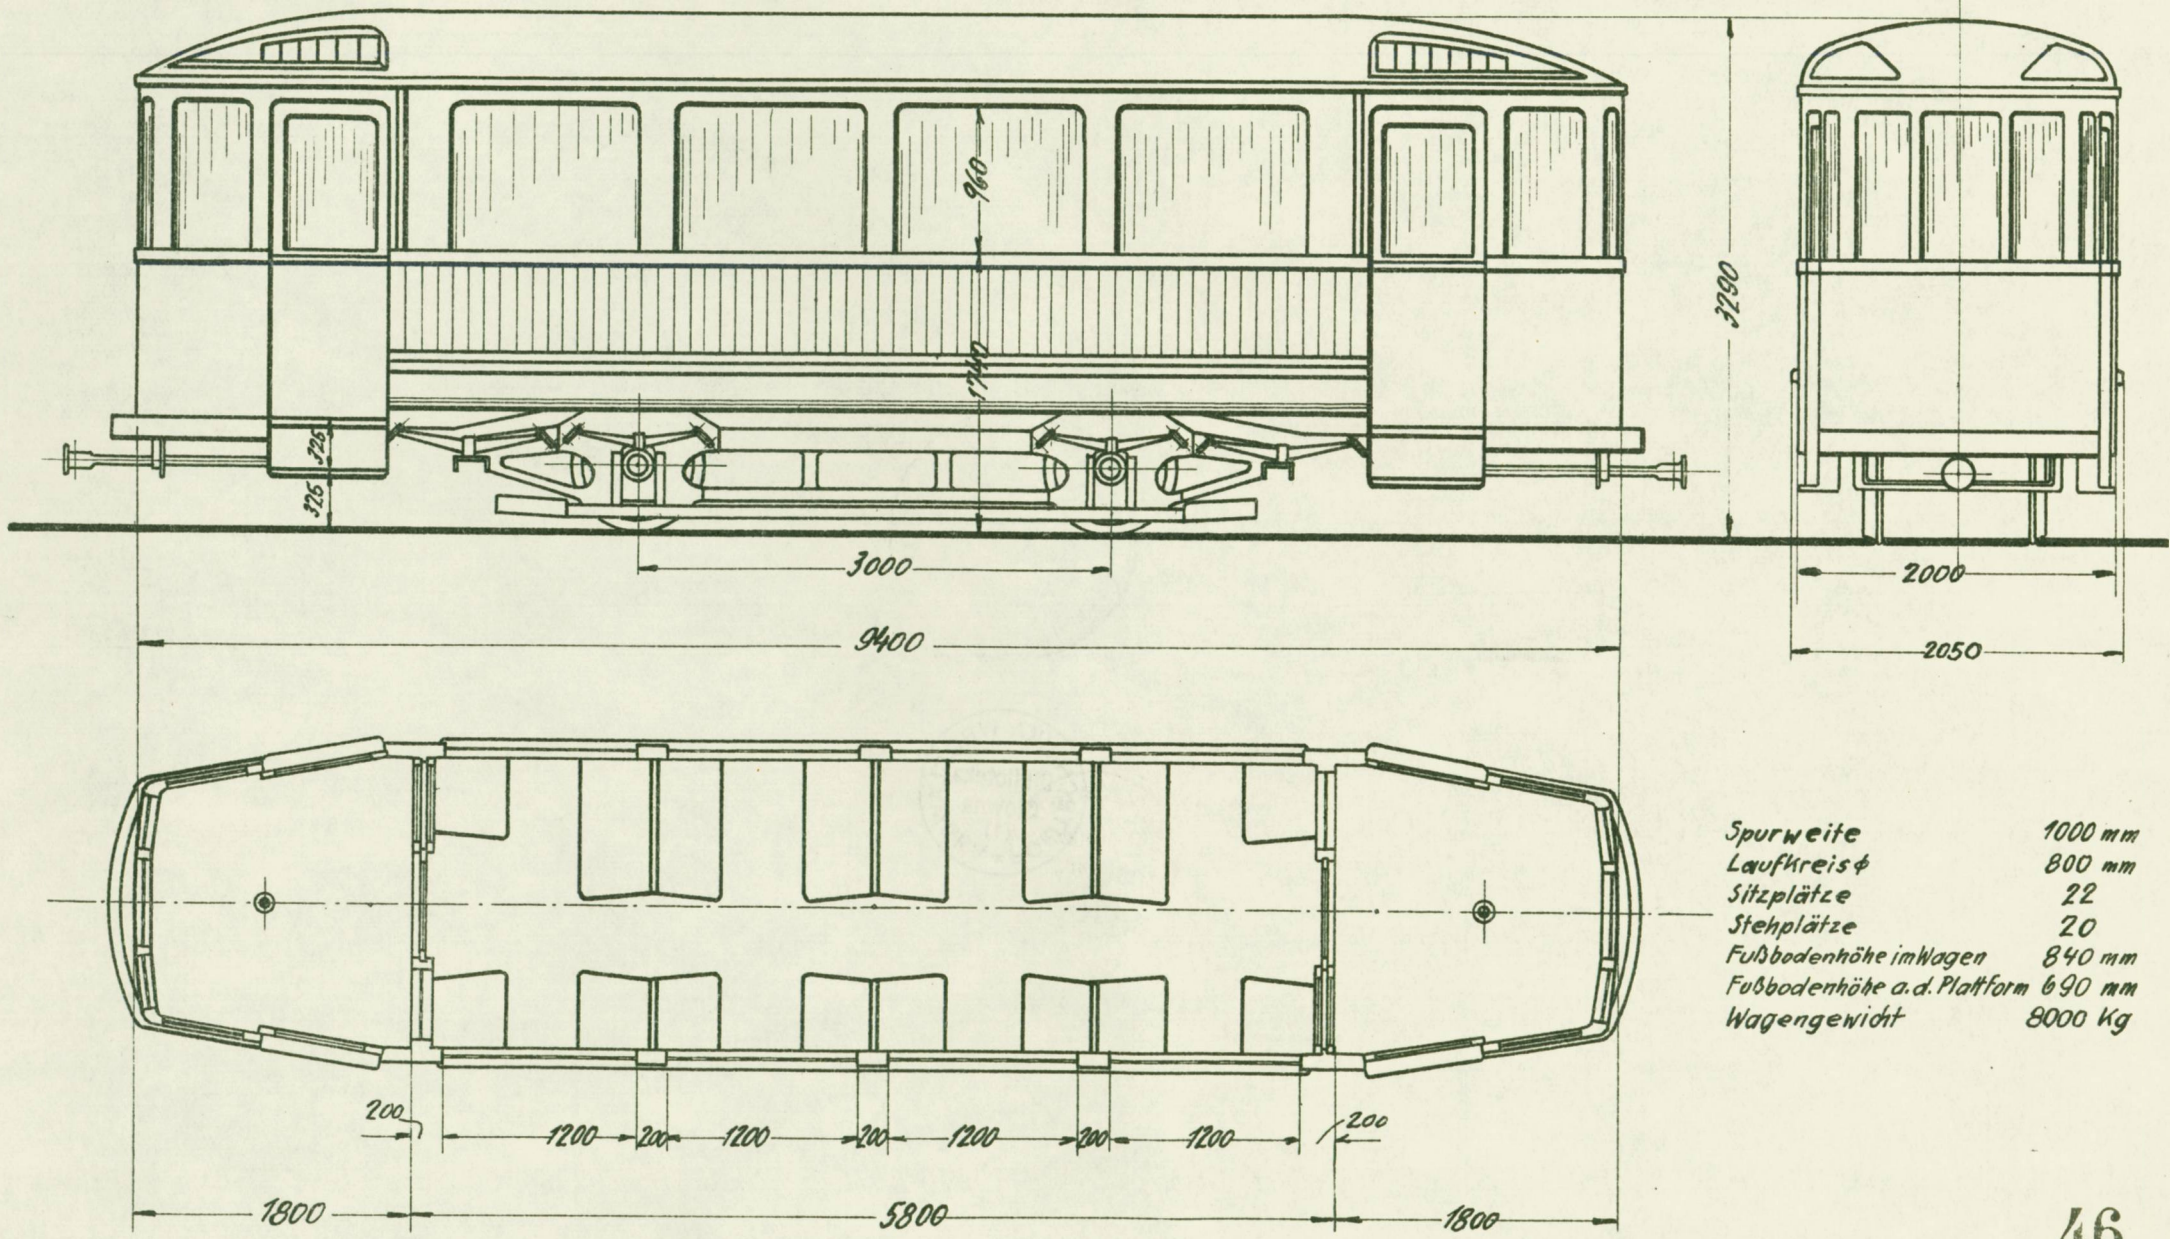 960
3290
1740
325
325
3000
2000
9400
2050
Spurweite 1000 mm
Laufkreisϕ 800 mm
Sitzplätze 22
Stehplätze 20
Fußbodenhöhe im Wagen 840 mm
Fußbodenhöhe a.d. Plattform 690 mm
Wagengewicht 8000 Kg
200 1200 200 1200 200 1200 200 1200 200
1800 5800 1800
46